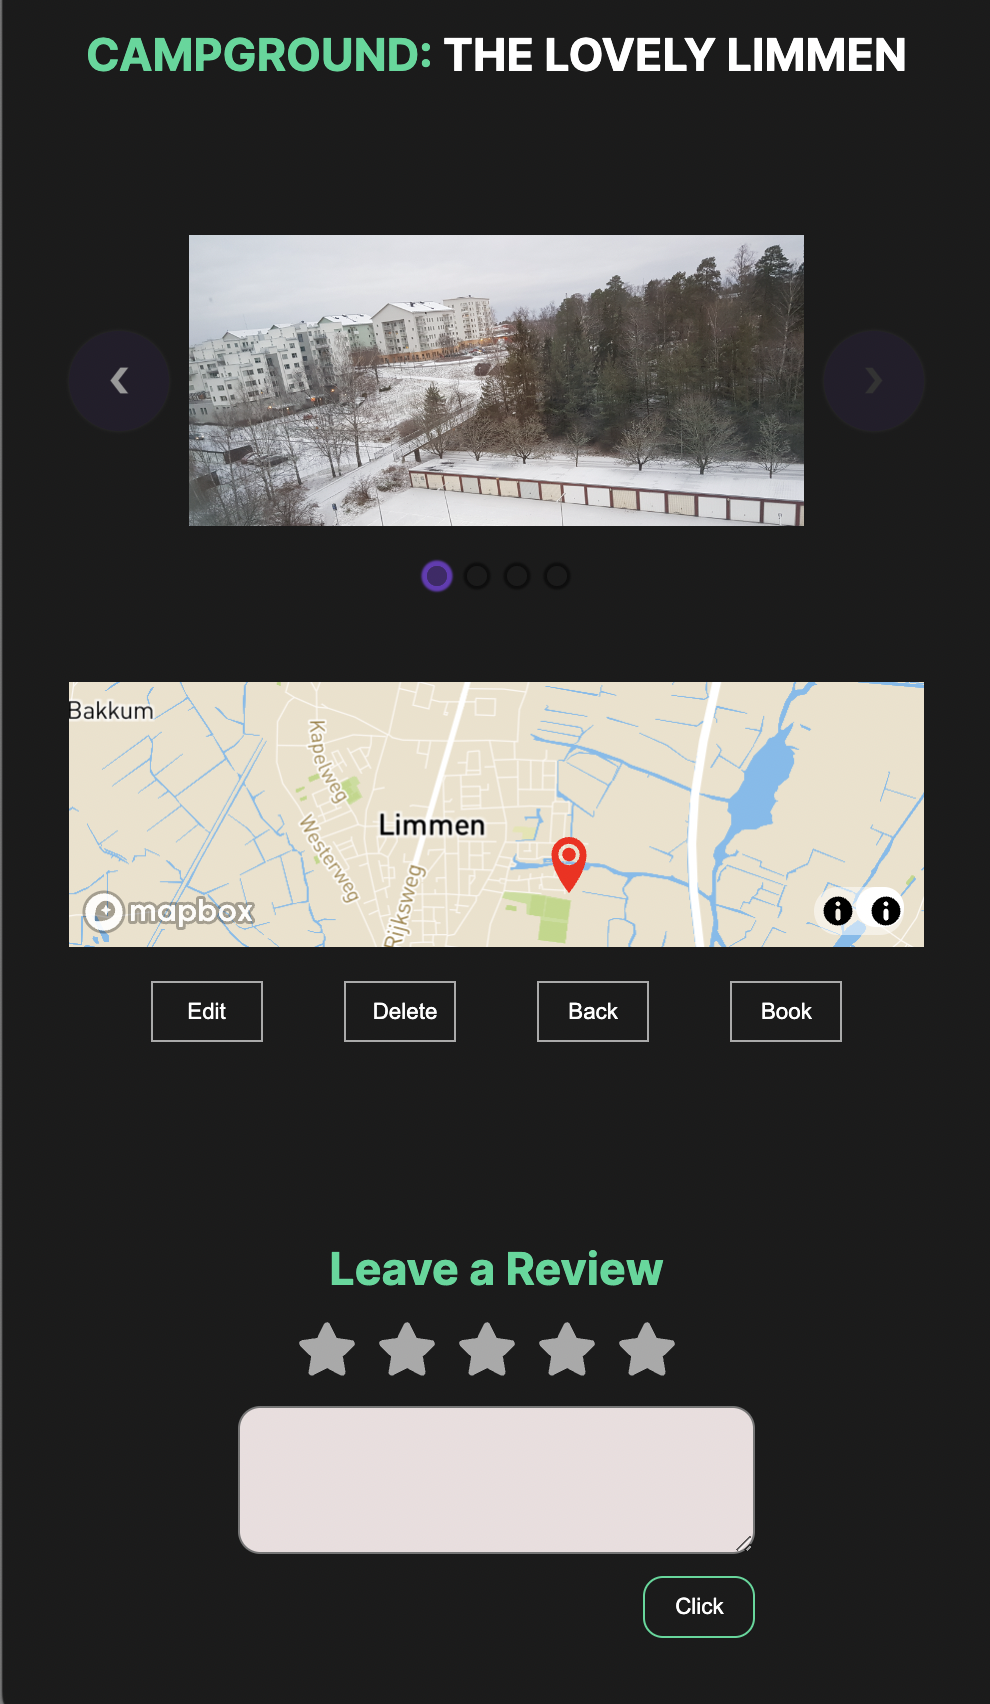 CAMPGROUND: THE LOVELY LIMMEN
Bakkum
Kapelweg
Limmen
Westerweg
Rijksweg
mapbox
Edit
Delete
Back
Book
Leave a Review
Click